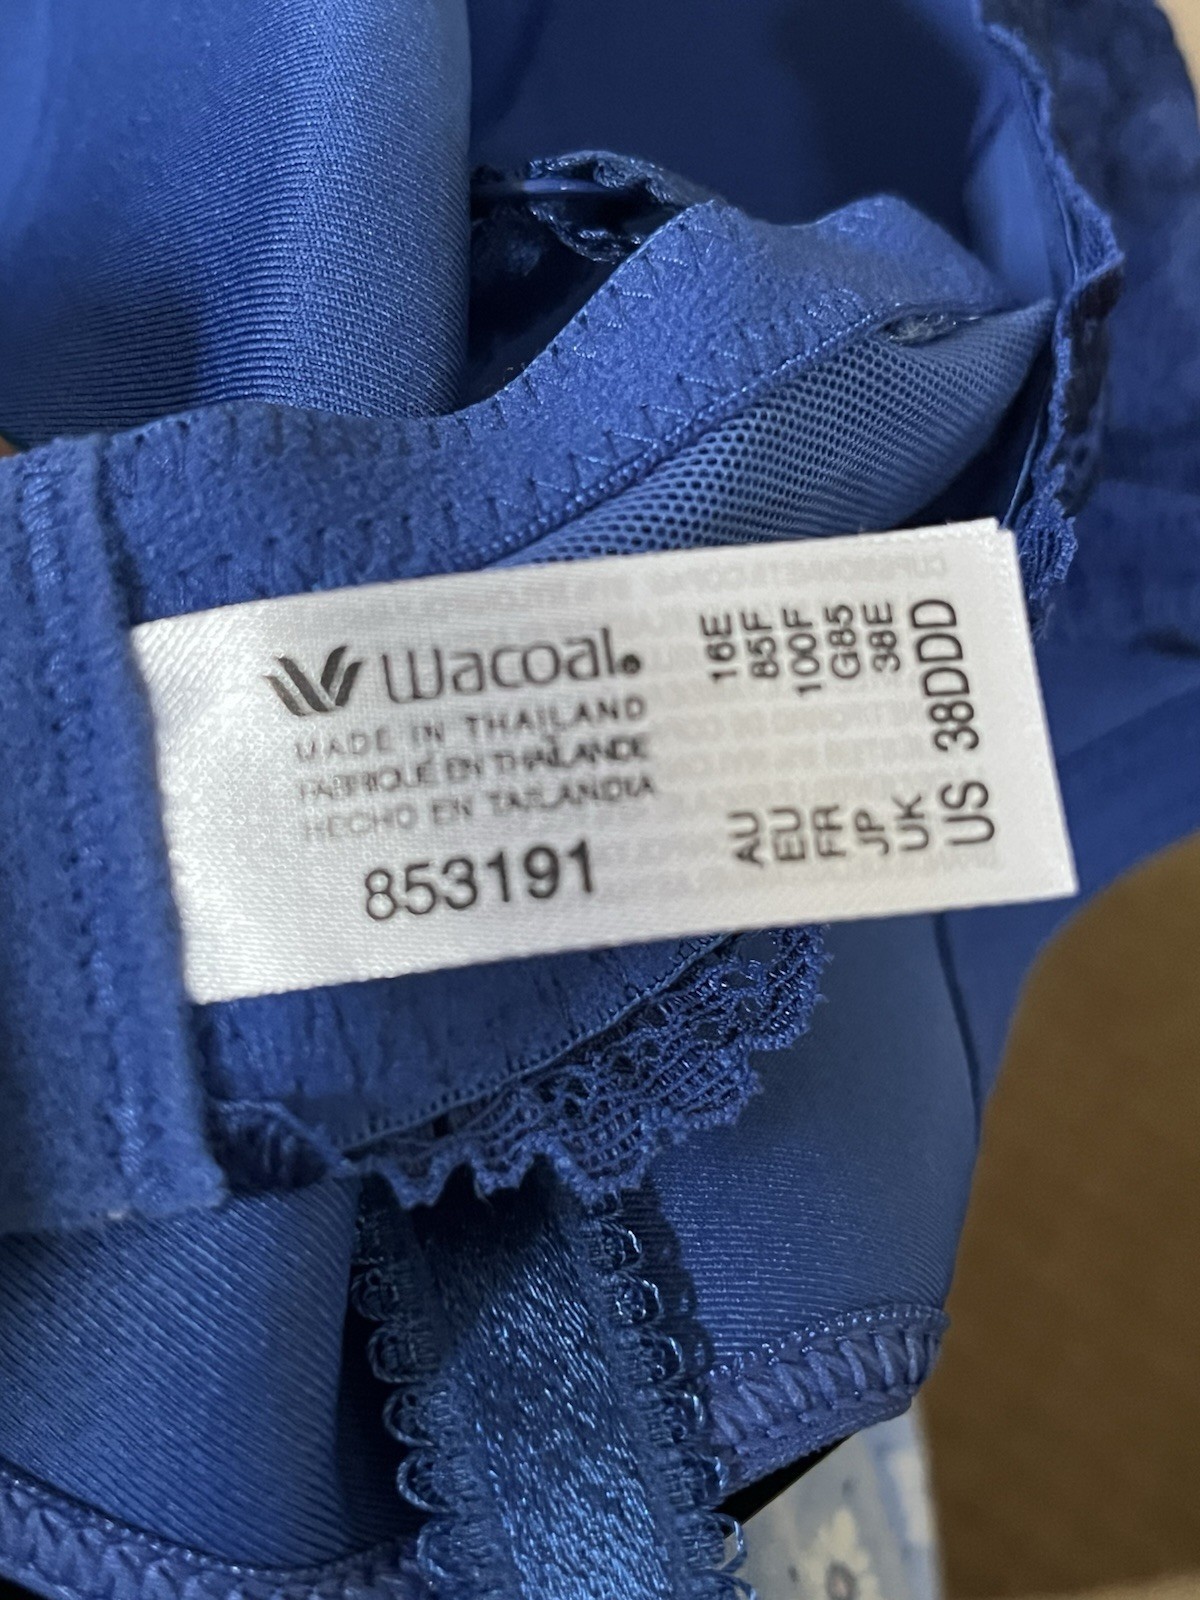 Wacoal
MADE IN THAILAND
FABRIQUÉ EN THAÏLANDE
HECHO EN TAILANDIA
853191
AU 16E
EU 85F
FR 100F
JP G85
UK 38E
US 38DDD